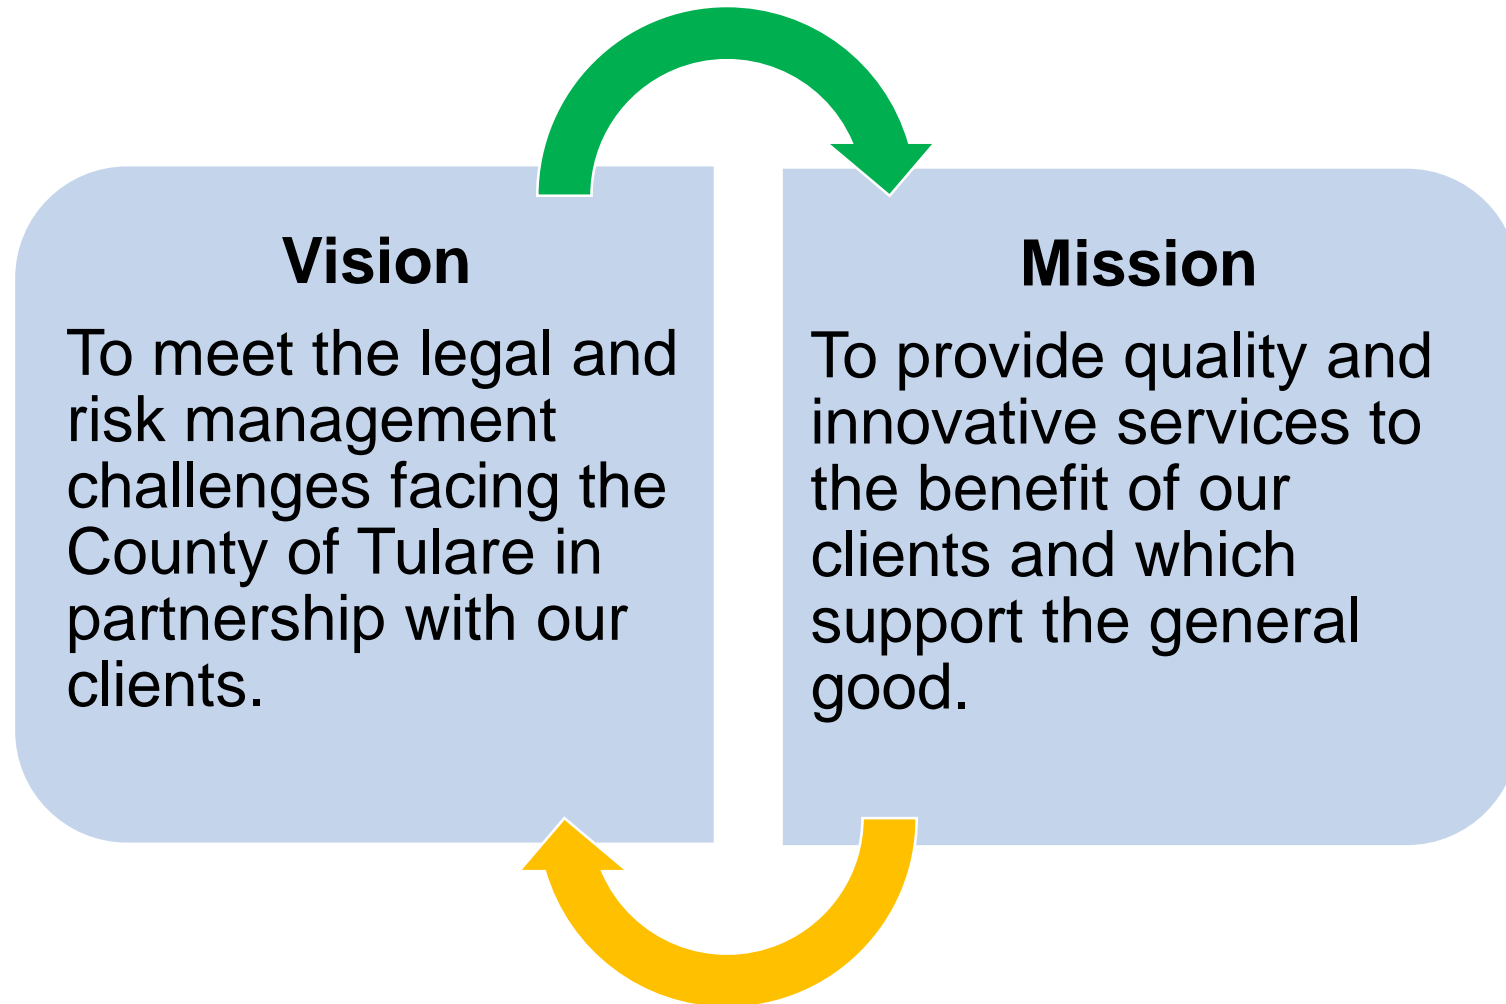 Vision
To meet the legal and
risk management
challenges facing the
County of Tulare in
partnership with our
clients.
Mission
To provide quality and
innovative services to
the benefit of our
clients and which
support the general
good.